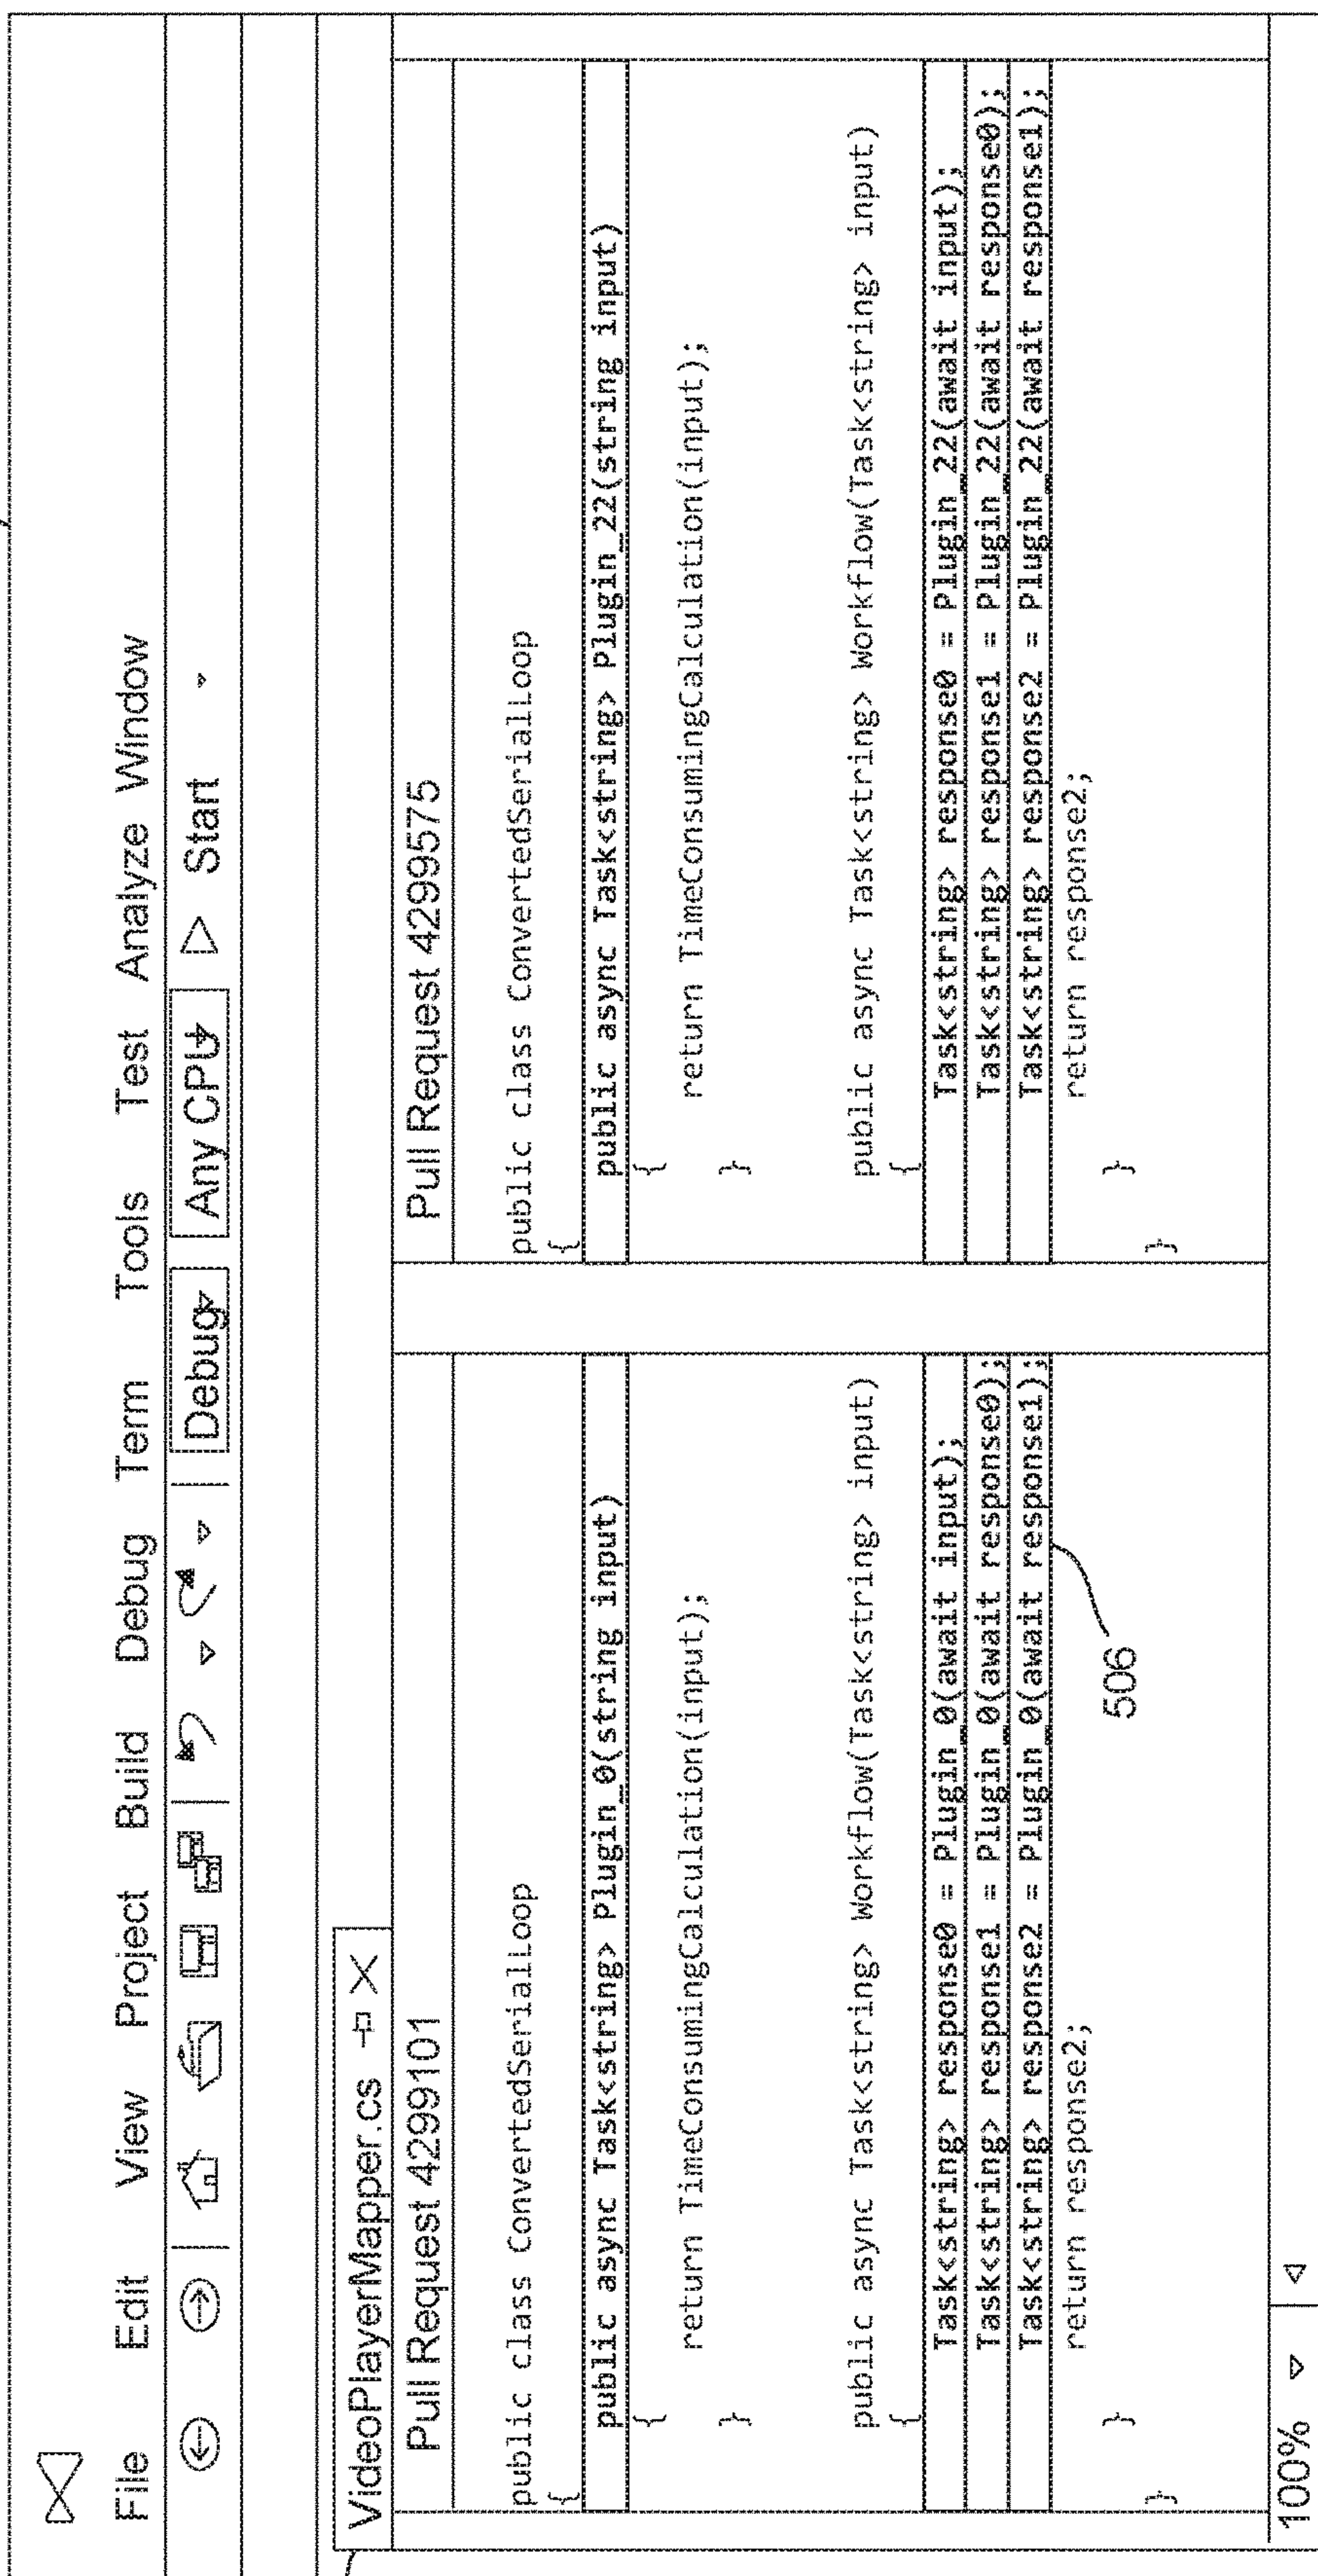 File Edit View Project Build Debug Term Tools Test Analyze Window
Debug Any CPU Start
VideoPlayerMapper.cs
Pull Request 4299101
public class ConvertedSerialLoop
{
public async Task<string> Plugin_0(string input)
{
return TimeConsumingCalculation(input);
}
public async Task<string> Workflow(Task<string> input)
{
Task<string> response0 = Plugin_0(await input);
Task<string> response1 = Plugin_0(await response0);
Task<string> response2 = Plugin_0(await response1);
return response2;
}
}
506
Pull Request 4299575
public class ConvertedSerialLoop
{
public async Task<string> Plugin_22(string input)
{
return TimeConsumingCalculation(input);
}
public async Task<string> Workflow(Task<string> input)
{
Task<string> response0 = Plugin_22(await input);
Task<string> response1 = Plugin_22(await response0);
Task<string> response2 = Plugin_22(await response1);
return response2;
}
}
100%